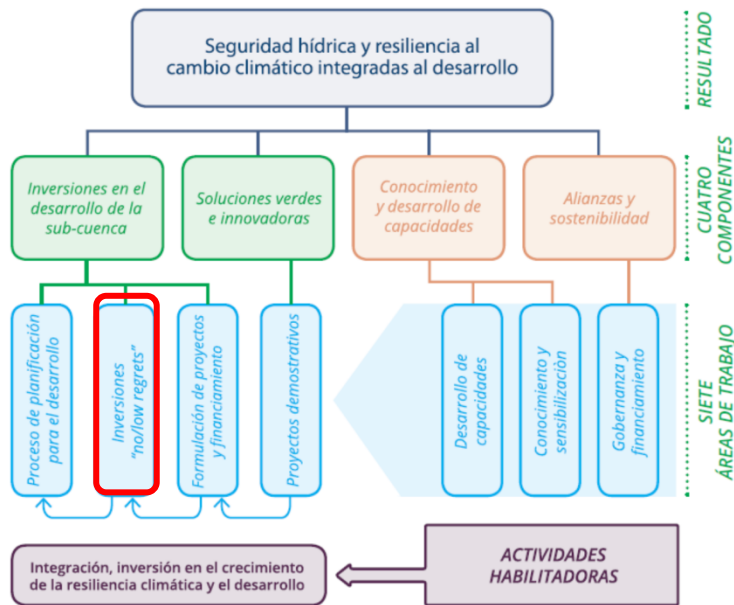 Seguridad hídrica y resiliencia al
cambio climático integradas al desarrollo
RESULTADO
Inversiones en el
desarrollo de la
sub-cuenca
Soluciones verdes
e innovadoras
Conocimiento
y desarrollo de
capacidades
Alianzas y
sostenibilidad
CUATRO
COMPONENTES
Proceso de planificación
para el desarrollo
Inversiones
"no/low regrets"
Formulación de proyectos
y financiamiento
Proyectos demostrativos
Desarrollo de
capacidades
Conocimiento y
sensibilización
Gobernanza y
financiamiento
SIETE
ÁREAS DE TRABAJO
Integración, inversión en el crecimiento
de la resiliencia climática y el desarrollo
ACTIVIDADES
HABILITADORAS